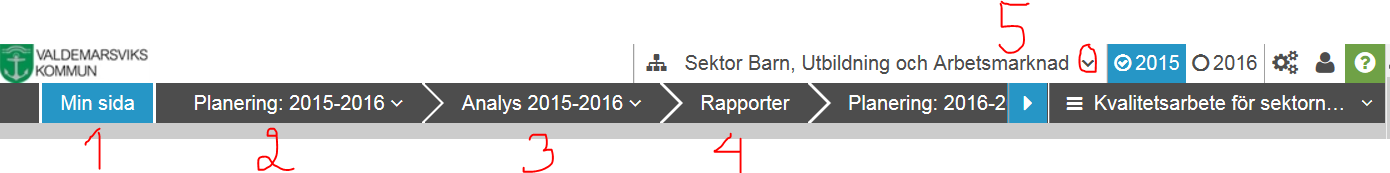 5
VALDEMARSVIKS
KOMMUN
Sektor Barn, Utbildning och Arbetsmarknad 2015 2016 ?
Min sida Planering: 2015-2016 Analys 2015-2016 Rapporter Planering: 2016-2 Kvalitetsarbete för sektorn...
1 2 3 4